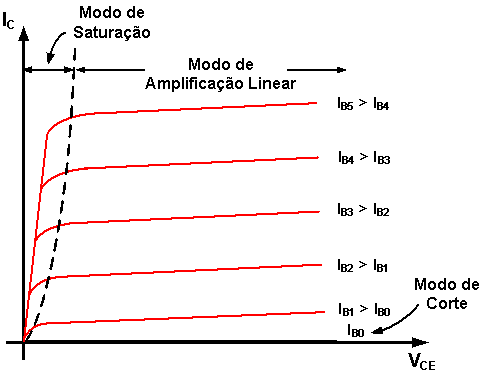 I_C
Modo de
Saturação
Modo de
Amplificação Linear
I_B5 > I_B4
I_B4 > I_B3
I_B3 > I_B2
I_B2 > I_B1
I_B1 > I_B0
I_B0
Modo de
Corte
V_CE